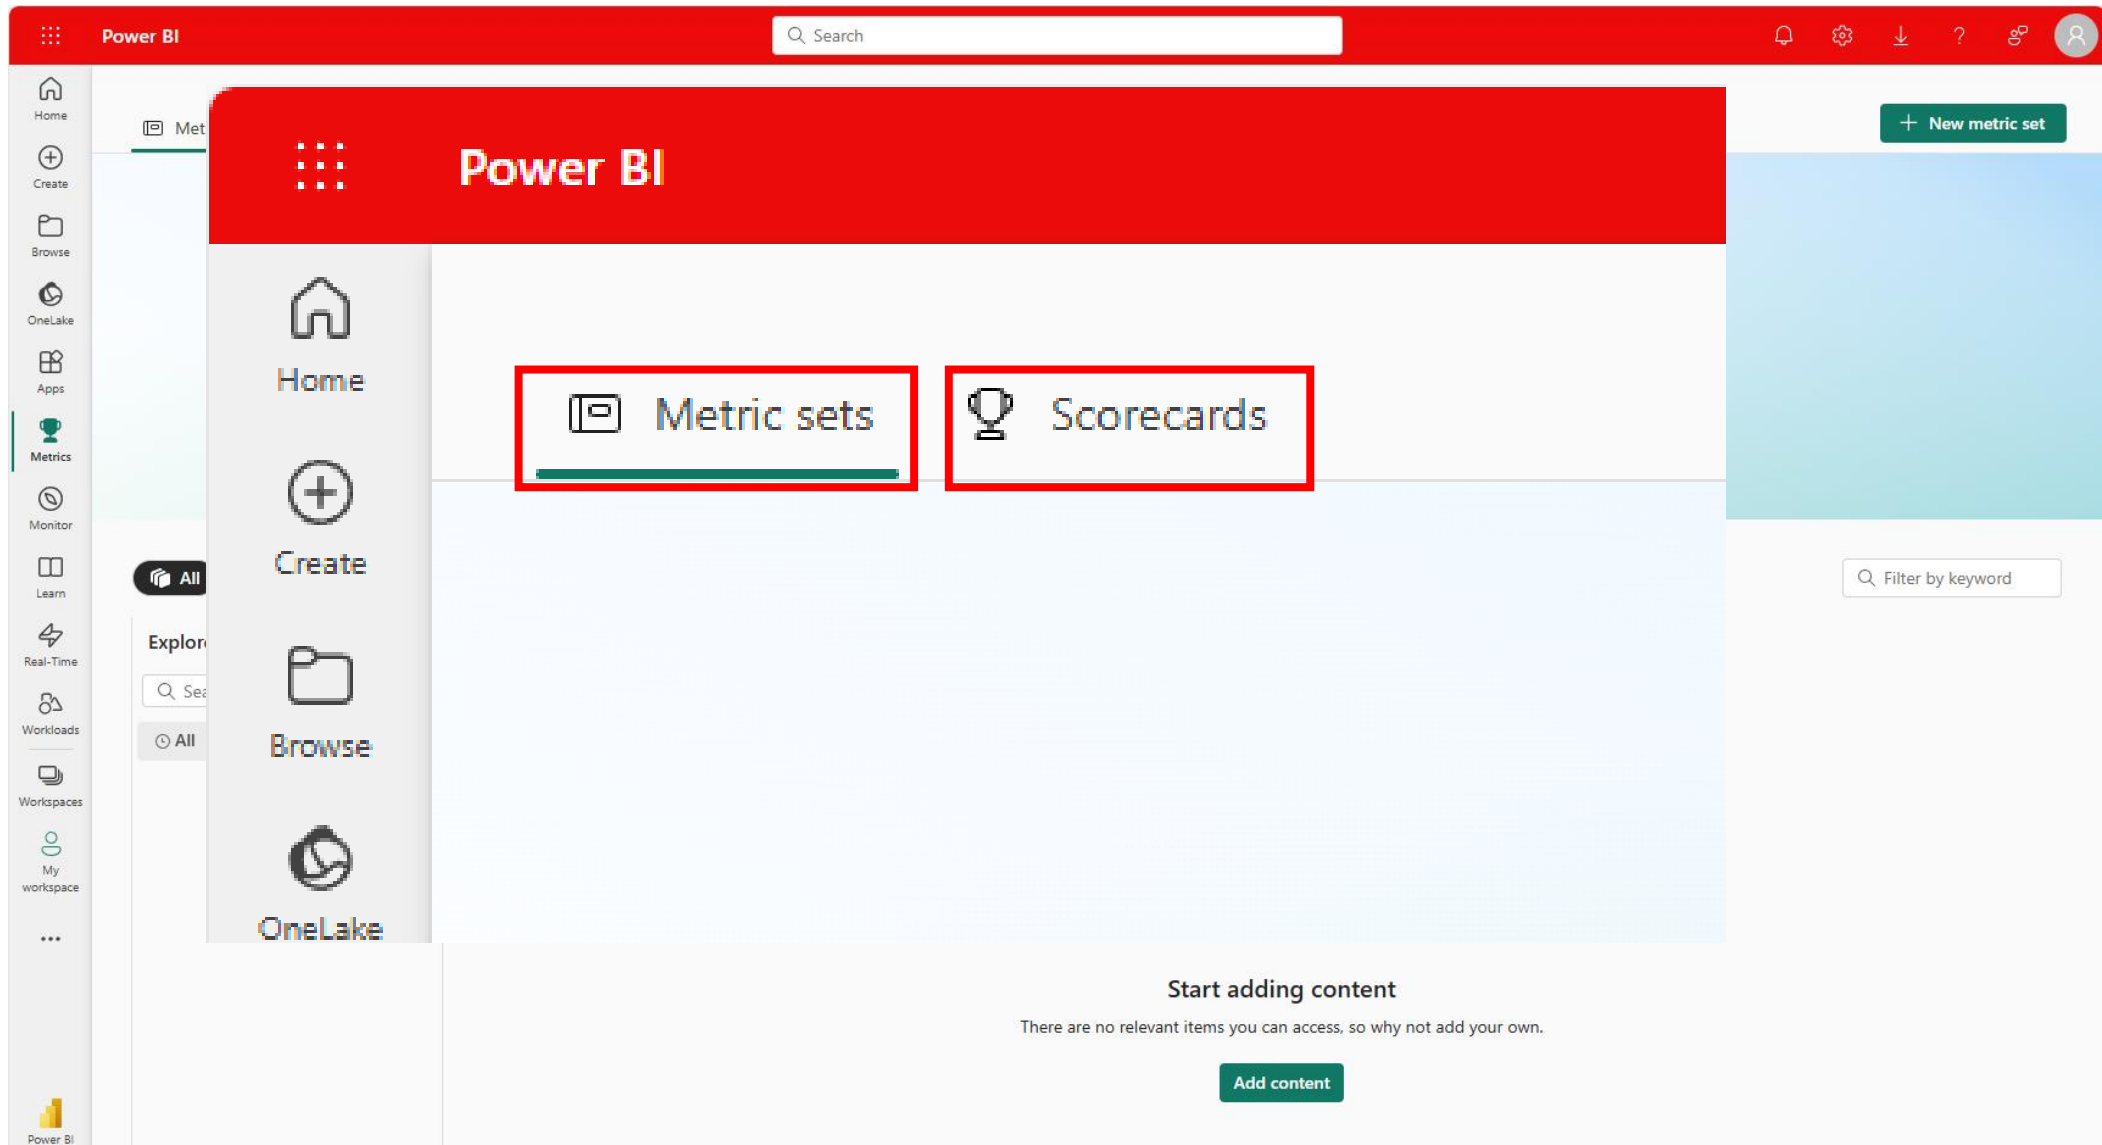 Power BI
Search
Home
Create
Browse
OneLake
Apps
Metrics
Monitor
Learn
Real-Time
Workloads
Workspaces
My
workspace
Power BI
Met
New metric set
Power BI
Home
Create
Browse
OneLake
Metric sets
Scorecards
All
Filter by keyword
Explor
Sea
All
Start adding content
There are no relevant items you can access, so why not add your own.
Add content